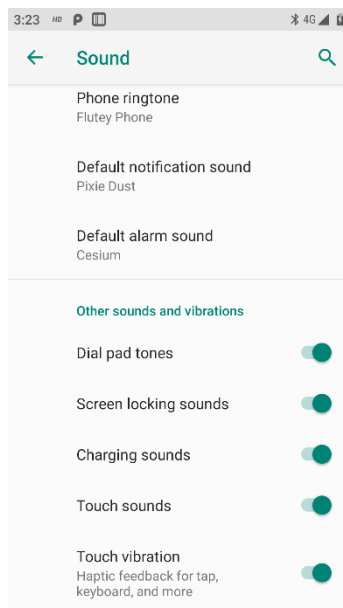 3:23 HD 4G
Sound
Phone ringtone
Flutey Phone
Default notification sound
Pixie Dust
Default alarm sound
Cesium
Other sounds and vibrations
Dial pad tones
Screen locking sounds
Charging sounds
Touch sounds
Touch vibration
Haptic feedback for tap,
keyboard, and more